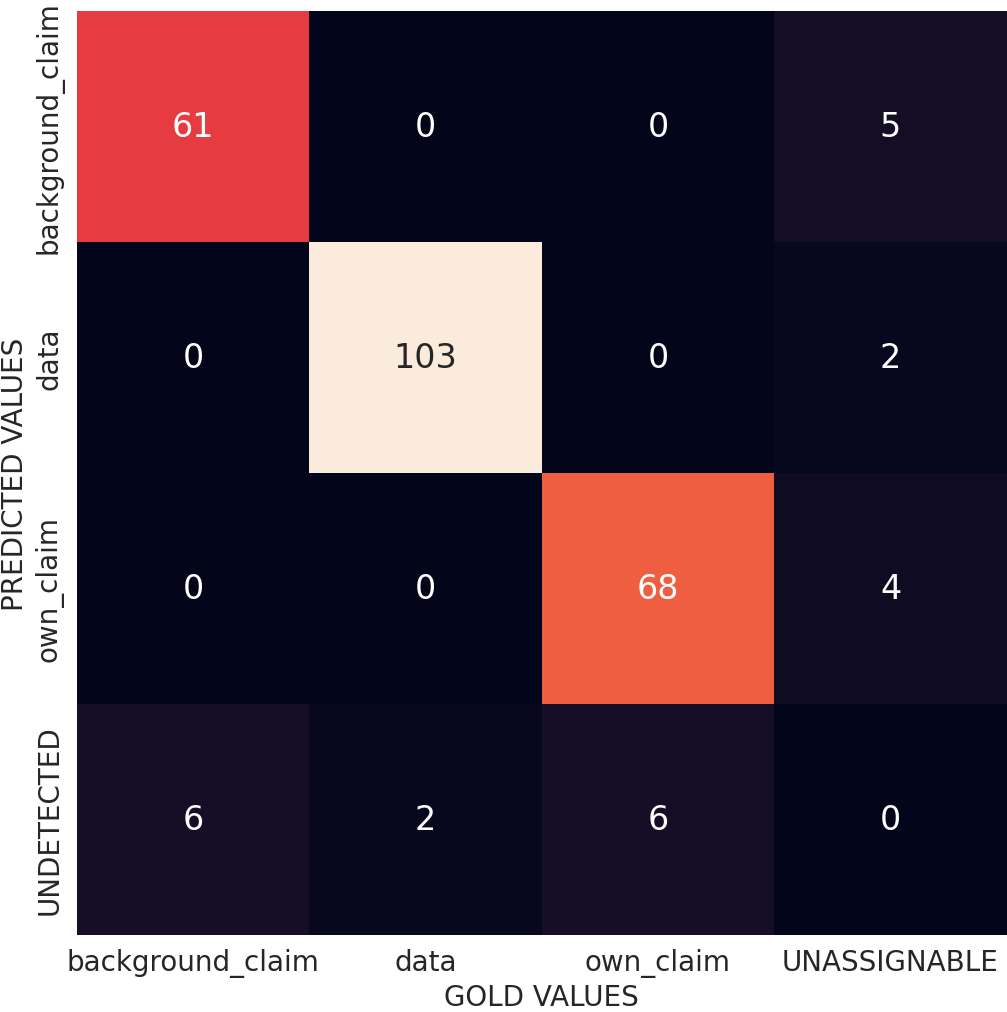 PREDICTED VALUES
background_claim
61 0 0 5
data
0 103 0 2
own_claim
0 0 68 4
UNDETECTED
6 2 6 0
background_claim data own_claim UNASSIGNABLE
GOLD VALUES